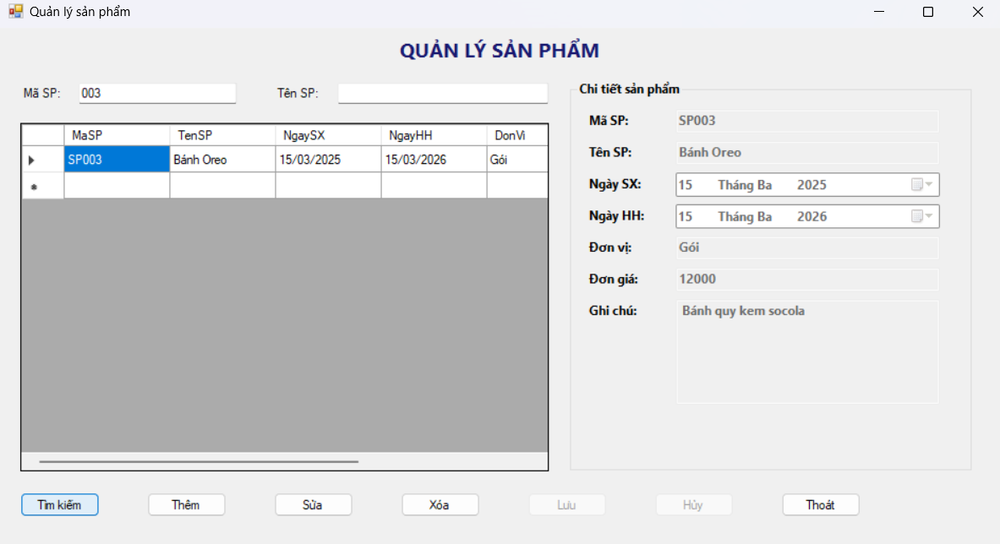 Quản lý sản phẩm
QUẢN LÝ SẢN PHẨM
Mã SP: 003 Tên SP:
MaSP TenSP NgaySX NgayHH DonVi
SP003 Bánh Oreo 15/03/2025 15/03/2026 Gói
Chi tiết sản phẩm
Mã SP: SP003
Tên SP: Bánh Oreo
Ngày SX: 15 Tháng Ba 2025
Ngày HH: 15 Tháng Ba 2026
Đơn vị: Gói
Đơn giá: 12000
Ghi chú: Bánh quy kem socola
Tìm kiếm Thêm Sửa Xóa Lưu Hủy Thoát